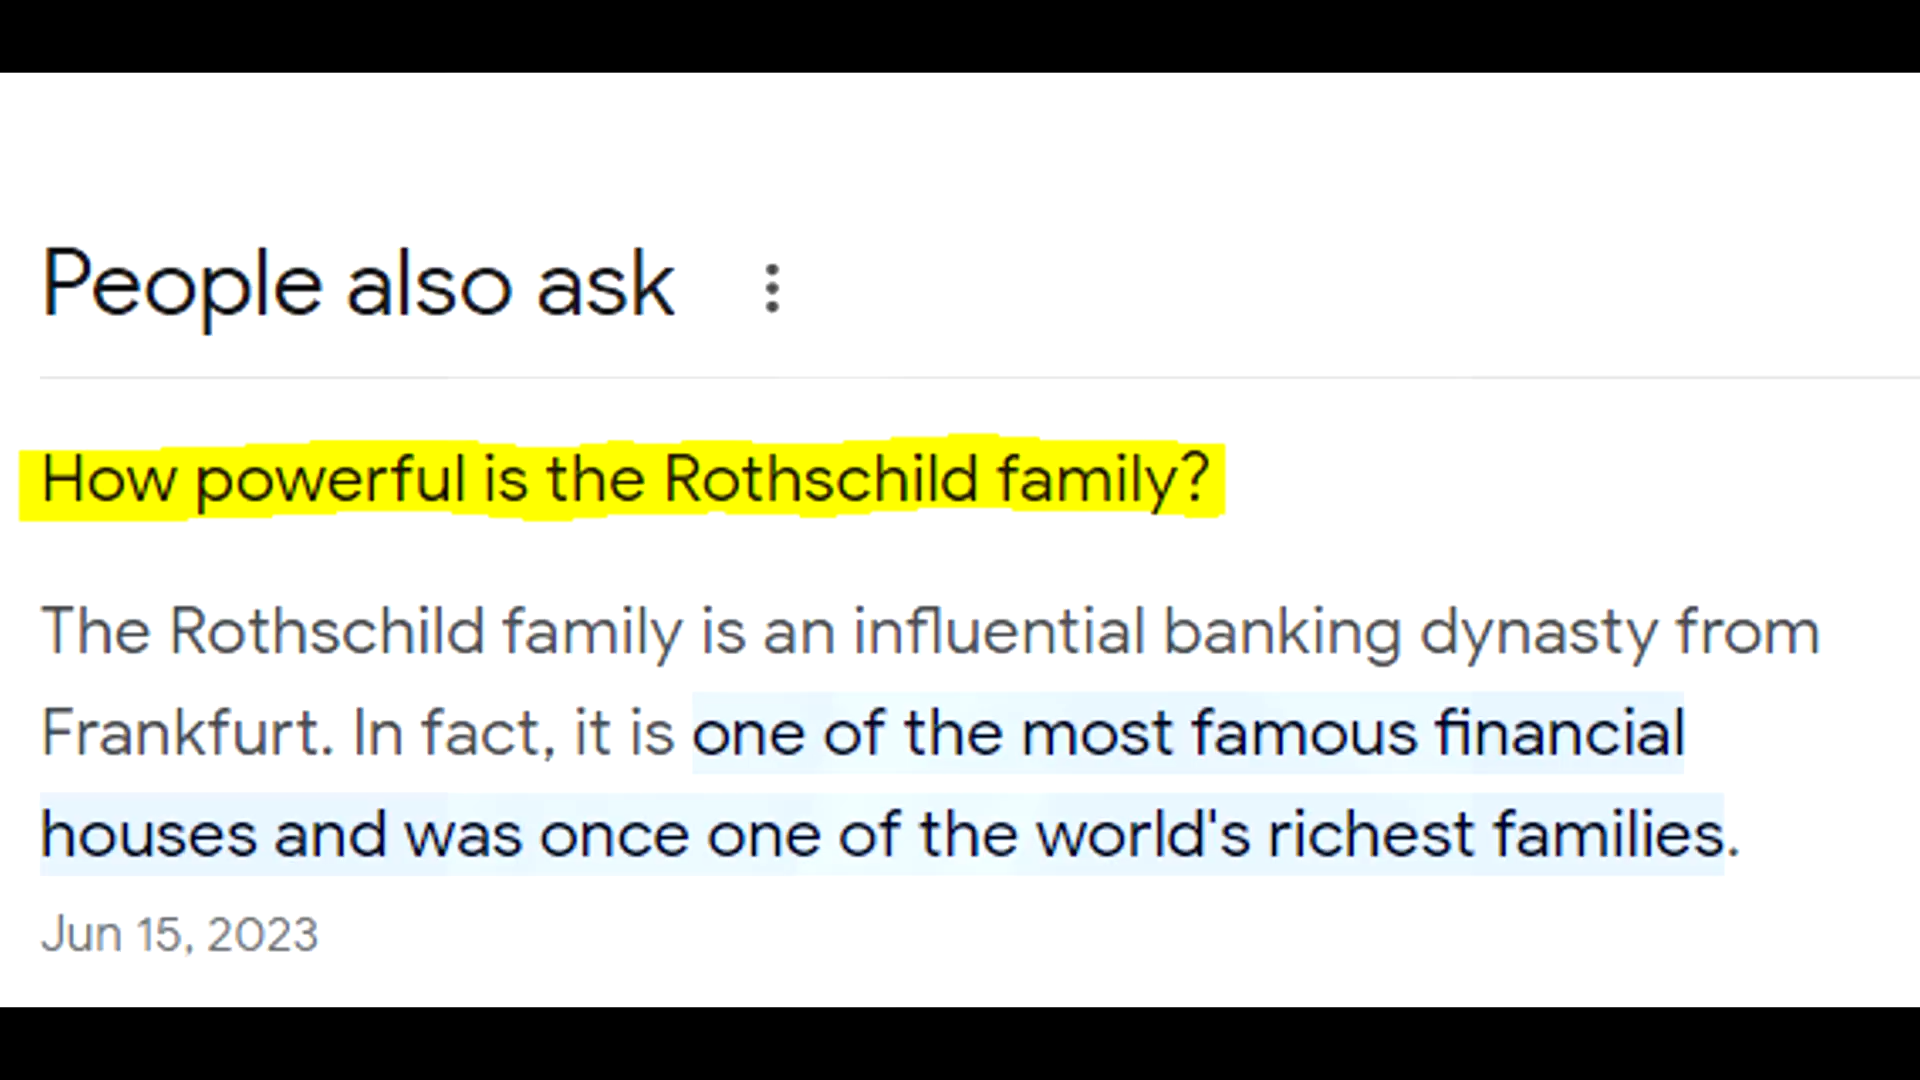 People also ask
How powerful is the Rothschild family?
The Rothschild family is an influential banking dynasty from
Frankfurt. In fact, it is one of the most famous financial
houses and was once one of the world's richest families.
Jun 15, 2023